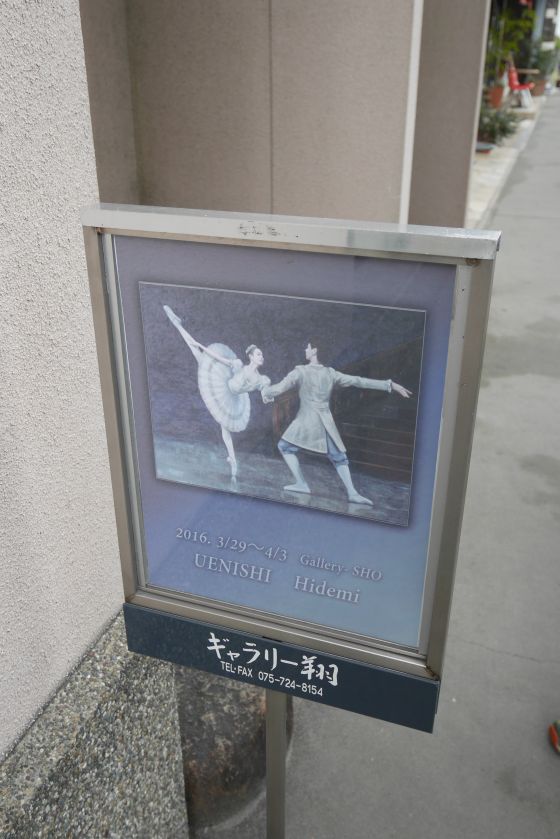 2016. 3/29〜4/3 Gallery- SHO
UENISHI Hidemi
ギャラリー翔
TEL・FAX 075-724-8154